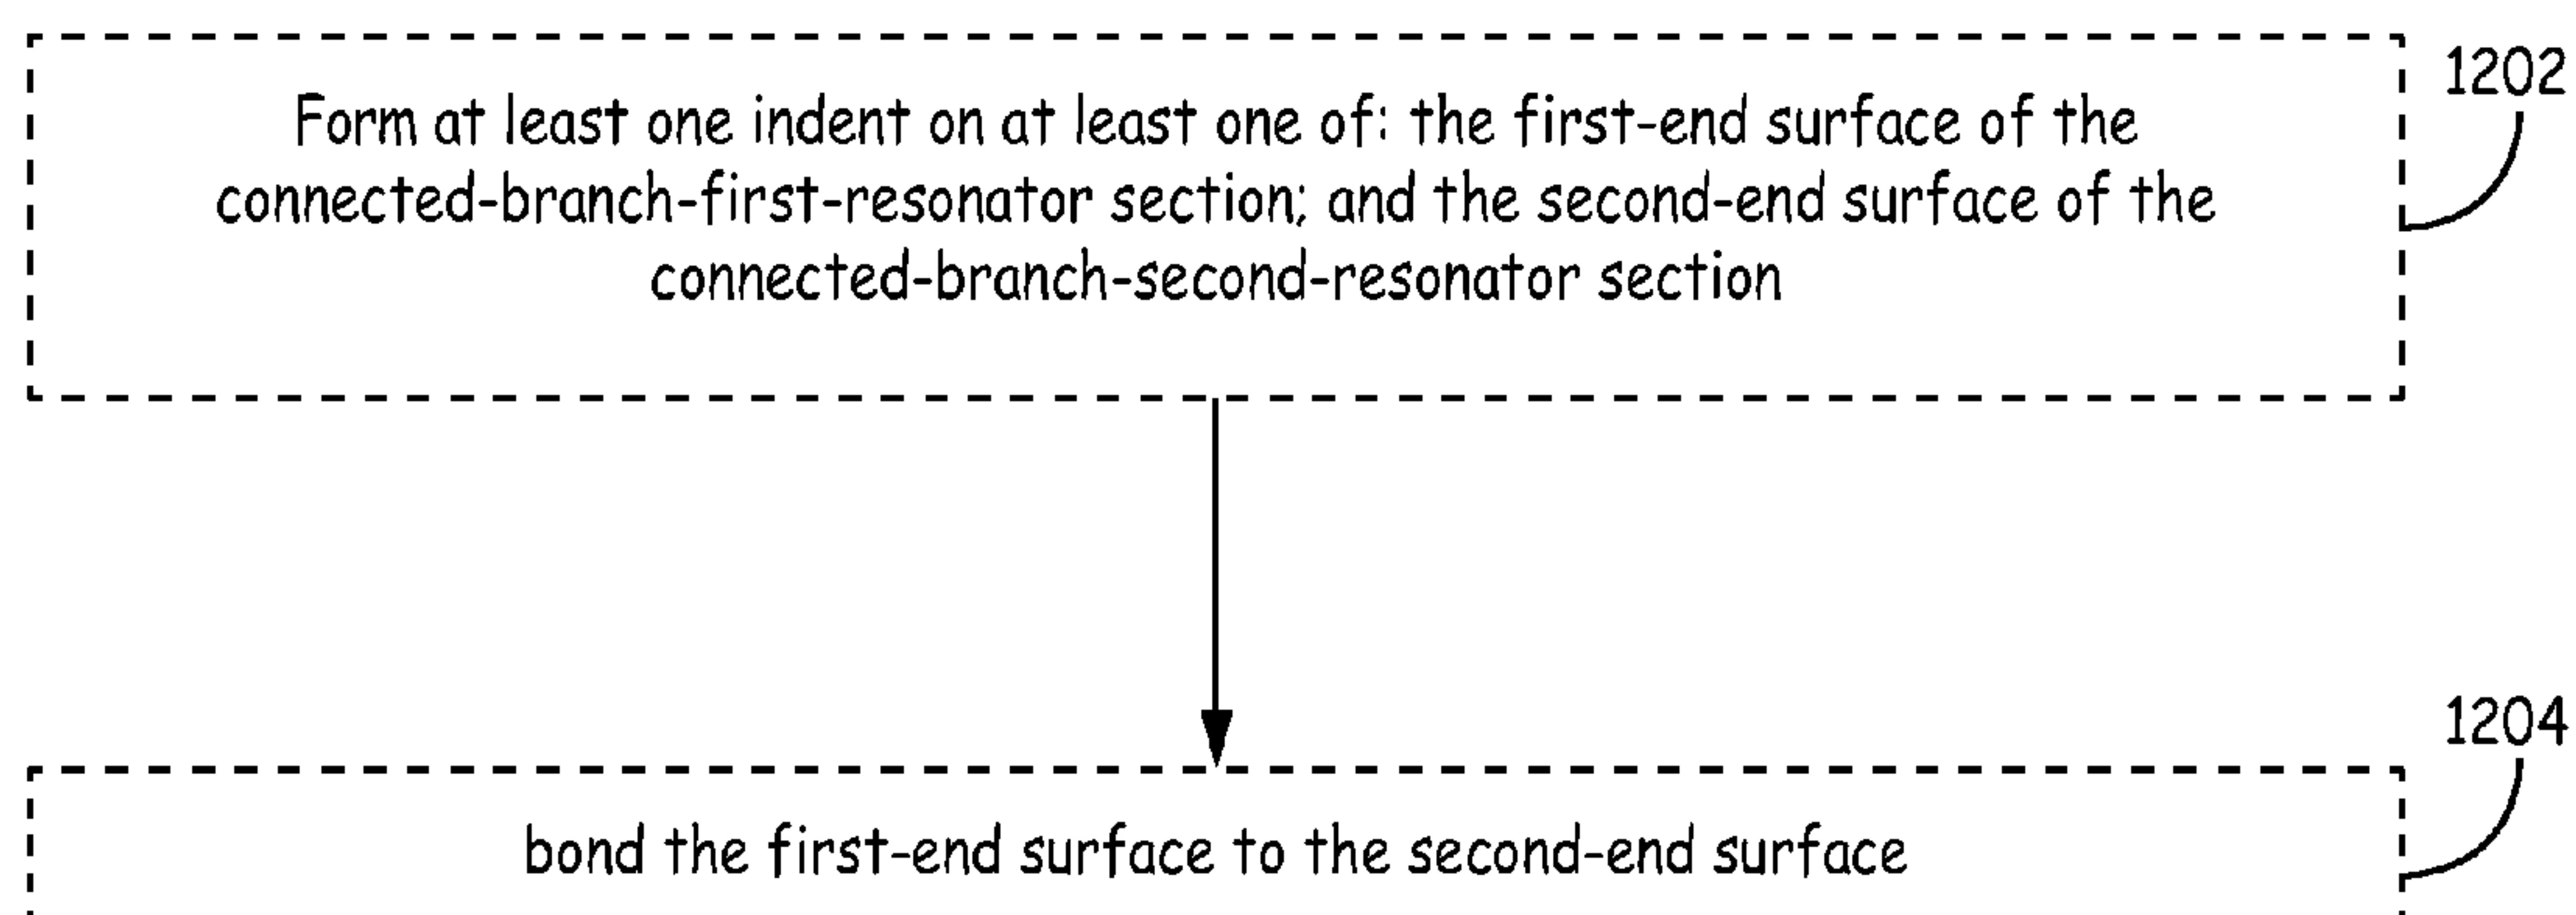 1202
Form at least one indent on at least one of: the first-end surface of the
connected-branch-first-resonator section; and the second-end surface of the
connected-branch-second-resonator section
1204
bond the first-end surface to the second-end surface